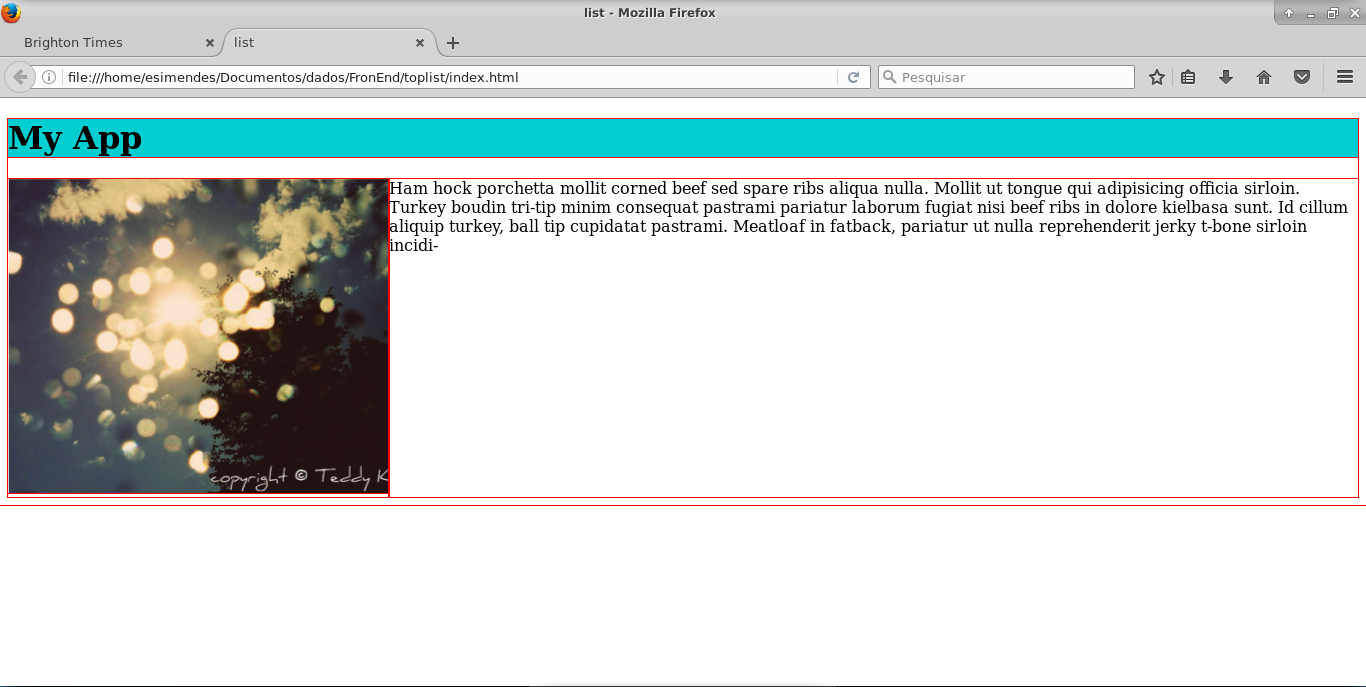 list - Mozilla Firefox
Brighton Times
list
file:///home/esimendes/Documentos/dados/FronEnd/toplist/index.html
Pesquisar
My App
Ham hock porchetta mollit corned beef sed spare ribs aliqua nulla. Mollit ut tongue qui adipisicing officia sirloin.
Turkey boudin tri-tip minim consequat pastrami pariatur laborum fugiat nisi beef ribs in dolore kielbasa sunt. Id cillum
aliquip turkey, ball tip cupidatat pastrami. Meatloaf in fatback, pariatur ut nulla reprehenderit jerky t-bone sirloin
incidi-
copyright © Teddy K